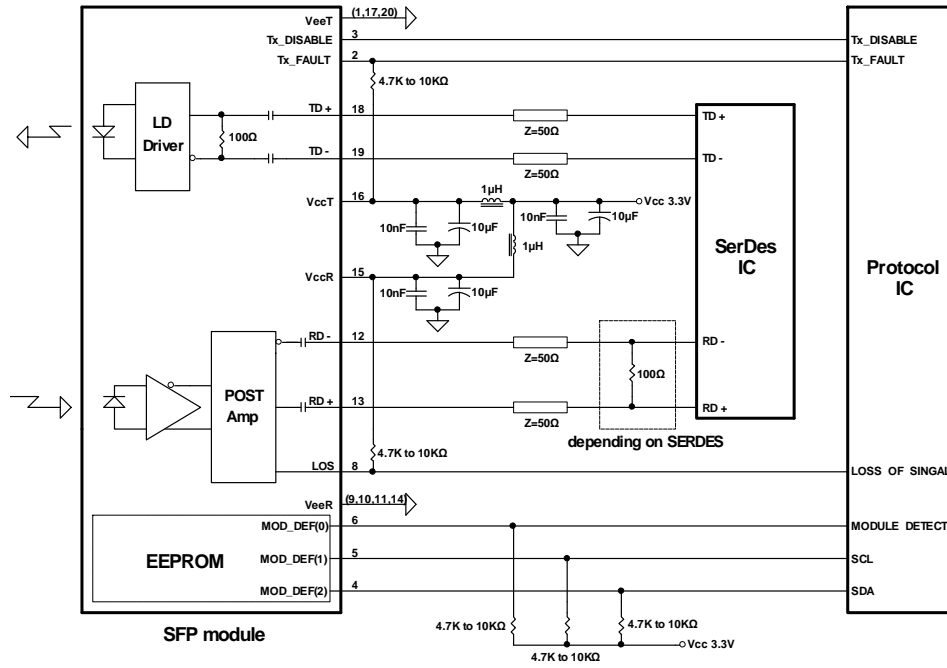 VeeT
(1,17,20)
Tx_DISABLE
3
Tx_DISABLE
Tx_FAULT
2
Tx_FAULT
4.7K to 10KΩ
LD
Driver
100Ω
TD +
18
Z=50Ω
TD +
TD -
19
Z=50Ω
TD -
1µH
VccT
16
Vcc 3.3V
10nF
10µF
10nF
10µF
1µH
SerDes
IC
Protocol
IC
VccR
15
10nF
10µF
RD -
12
Z=50Ω
RD -
100Ω
POST
Amp
RD +
13
Z=50Ω
RD +
depending on SERDES
4.7K to 10KΩ
LOS
8
LOSS OF SINGAL
VeeR
(9,10,11,14)
EEPROM
MOD_DEF(0)
6
MODULE DETECT
MOD_DEF(1)
5
SCL
MOD_DEF(2)
4
SDA
4.7K to 10KΩ
4.7K to 10KΩ
4.7K to 10KΩ
Vcc 3.3V
SFP module